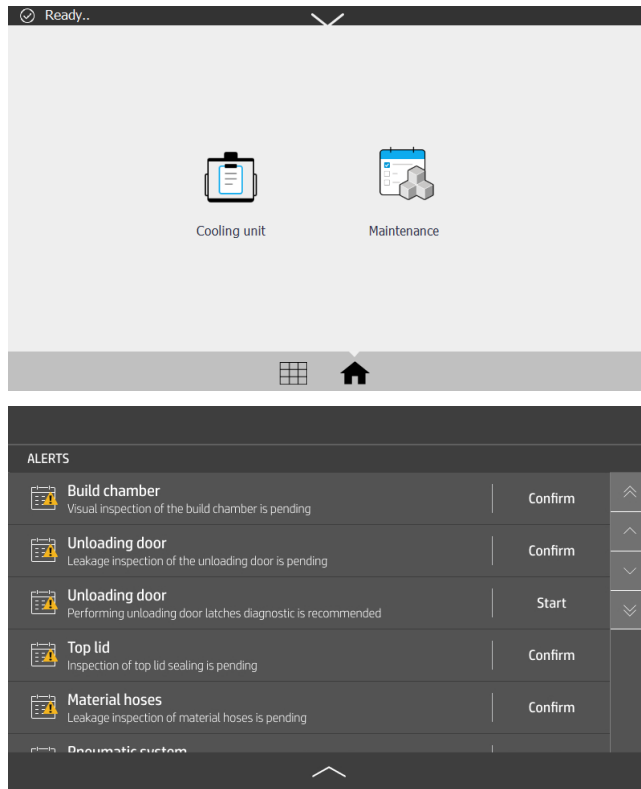 Ready..
Cooling unit
Maintenance
ALERTS
Build chamber
Visual inspection of the build chamber is pending
Confirm
Unloading door
Leakage inspection of the unloading door is pending
Confirm
Unloading door
Performing unloading door latches diagnostic is recommended
Start
Top lid
Inspection of top lid sealing is pending
Confirm
Material hoses
Leakage inspection of material hoses is pending
Confirm
Pneumatic system